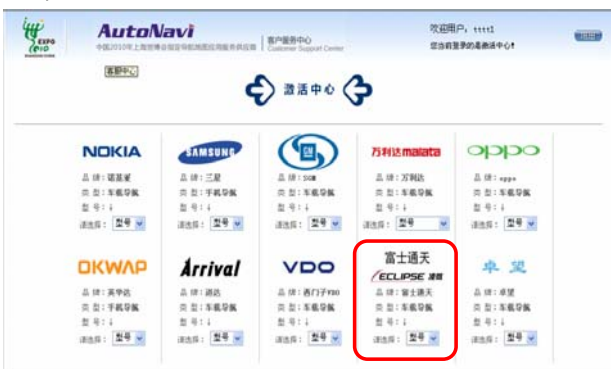 EXPO
AutoNavi
中国2010年上海世博会指定导航地图应用服务供应商
客户服务中心
Customer Support Center
欢迎用户，tttt1
您当前登录的是激活中心！
客服中心
激活中心
NOKIA
SAMSUNG
GM
万利达 malata
oppo
品 牌：诺基亚
品 牌：三星
品 牌：SGM
品 牌：万利达
品 牌：oppo
类 型：车载导航
类 型：手机导航
类 型：车载导航
类 型：车载导航
类 型：车载导航
型 号：↓
型 号：↓
型 号：↓
型 号：↓
型 号：↓
请选择： 型号
请选择： 型号
请选择： 型号
请选择： 型号
请选择： 型号
OKWAP
Arrival
VDO
富士通天
ECLIPSE
卓望
品 牌：英华达
品 牌：路达
品 牌：西门子VDO
品 牌：富士通天
品 牌：卓望
类 型：手机导航
类 型：车载导航
类 型：车载导航
类 型：车载导航
类 型：车载导航
型 号：↓
型 号：↓
型 号：↓
型 号：↓
型 号：↓
请选择： 型号
请选择： 型号
请选择： 型号
请选择： 型号
请选择： 型号